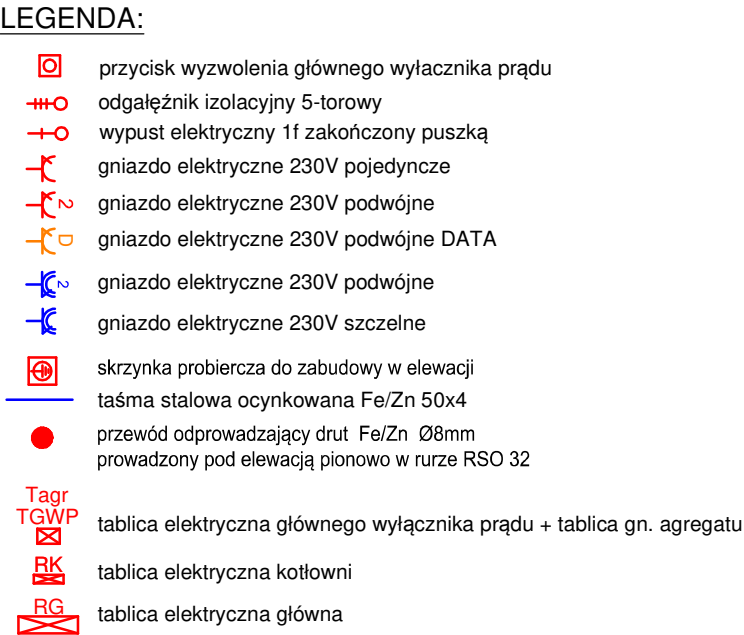 LEGENDA:
przycisk wyzwolenia głównego wyłacznika prądu
odgałęźnik izolacyjny 5-torowy
wypust elektryczny 1f zakończony puszką
gniazdo elektryczne 230V pojedyncze
2 gniazdo elektryczne 230V podwójne
D gniazdo elektryczne 230V podwójne DATA
2 gniazdo elektryczne 230V podwójne
gniazdo elektryczne 230V szczelne
skrzynka probiercza do zabudowy w elewacji
taśma stalowa ocynkowana Fe/Zn 50x4
przewód odprowadzający drut Fe/Zn Ø8mm
prowadzony pod elewacją pionowo w rurze RSO 32
Tagr
TGWP
tablica elektryczna głównego wyłącznika prądu + tablica gn. agregatu
RK tablica elektryczna kotłowni
RG tablica elektryczna główna